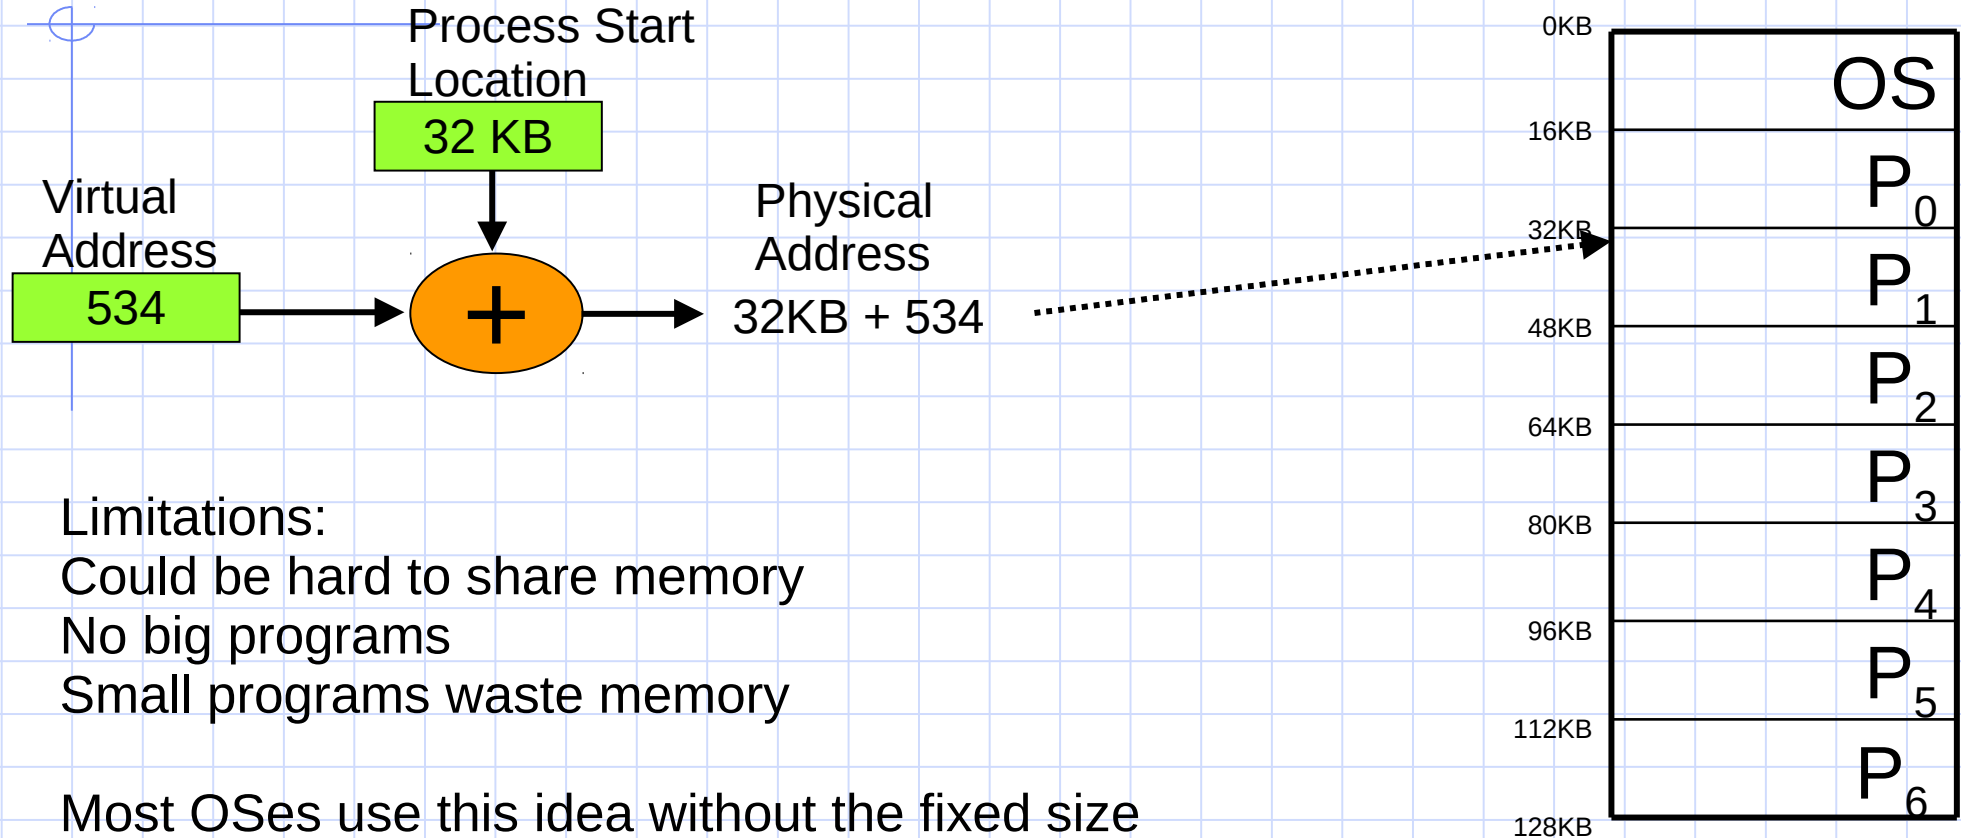 Process Start
Location
32 KB
Virtual
Address
534
+
Physical
Address
32KB + 534
Limitations:
Could be hard to share memory
No big programs
Small programs waste memory
Most OSes use this idea without the fixed size
0KB
OS
16KB
P0
32KB
P1
48KB
P2
64KB
P3
80KB
P4
96KB
P5
112KB
P6
128KB